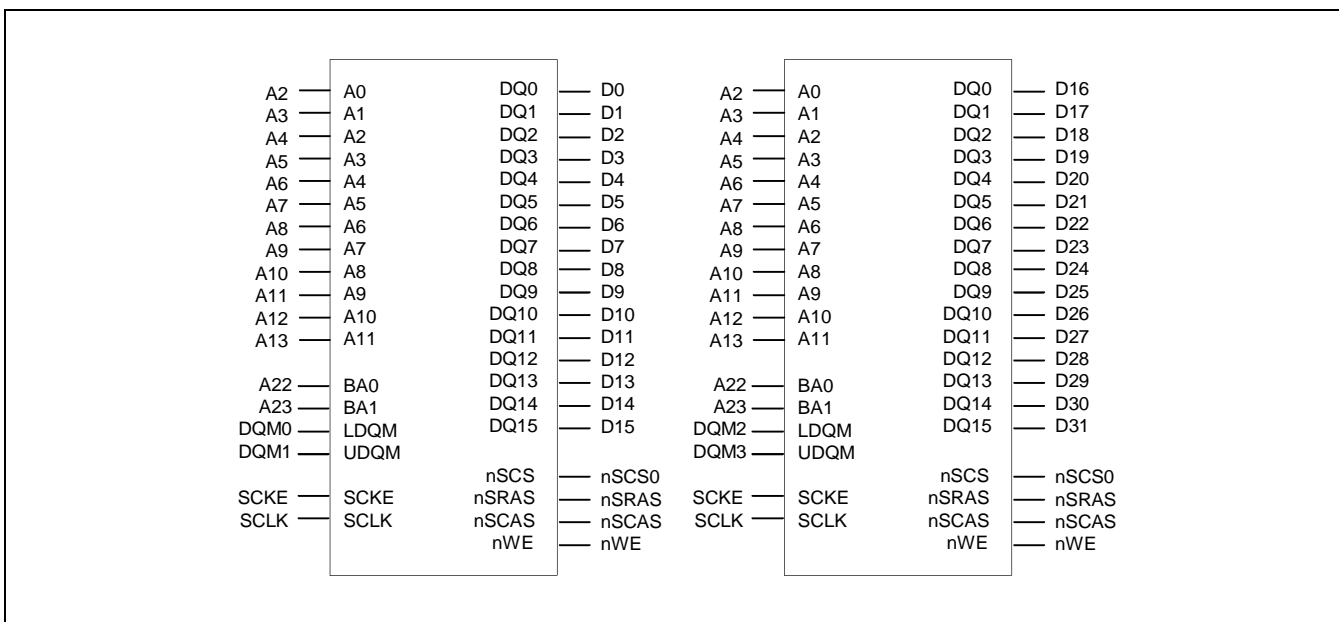 A2 A0 DQ0 D0 A2 A0 DQ0 D16
A3 A1 DQ1 D1 A3 A1 DQ1 D17
A4 A2 DQ2 D2 A4 A2 DQ2 D18
A5 A3 DQ3 D3 A5 A3 DQ3 D19
A6 A4 DQ4 D4 A6 A4 DQ4 D20
A7 A5 DQ5 D5 A7 A5 DQ5 D21
A8 A6 DQ6 D6 A8 A6 DQ6 D22
A9 A7 DQ7 D7 A9 A7 DQ7 D23
A10 A8 DQ8 D8 A10 A8 DQ8 D24
A11 A9 DQ9 D9 A11 A9 DQ9 D25
A12 A10 DQ10 D10 A12 A10 DQ10 D26
A13 A11 DQ11 D11 A13 A11 DQ11 D27
DQ12 D12 DQ12 D28
A22 BA0 DQ13 D13 A22 BA0 DQ13 D29
A23 BA1 DQ14 D14 A23 BA1 DQ14 D30
DQM0 LDQM DQ15 D15 DQM2 LDQM DQ15 D31
DQM1 UDQM DQM3 UDQM
nSCS nSCS0 nSCS nSCS0
SCKE SCKE nSRAS nSRAS SCKE SCKE nSRAS nSRAS
SCLK SCLK nSCAS nSCAS SCLK SCLK nSCAS nSCAS
nWE nWE nWE nWE